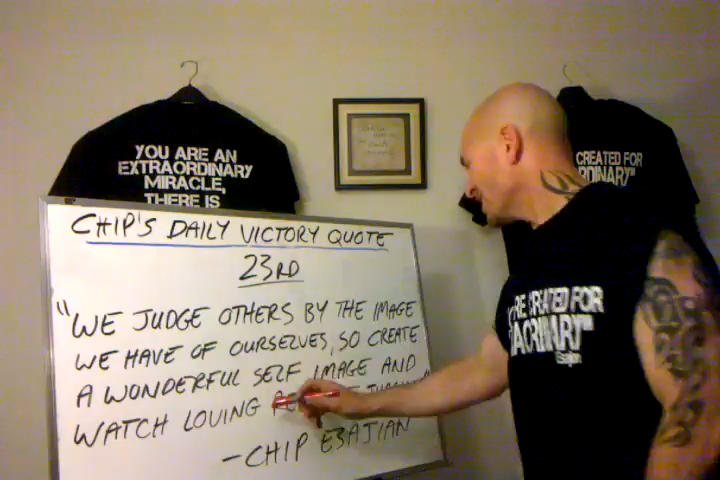 YOU ARE AN
EXTRAORDINARY
MIRACLE,
THERE IS
CREATED FOR
CHIP'S DAILY VICTORY QUOTE
23RD
"WE JUDGE OTHERS BY THE IMAGE
WE HAVE OF OURSELVES, SO CREATE
A WONDERFUL SELF IMAGE AND
WATCH LOVING
-CHIP EBAJIAN
FOR